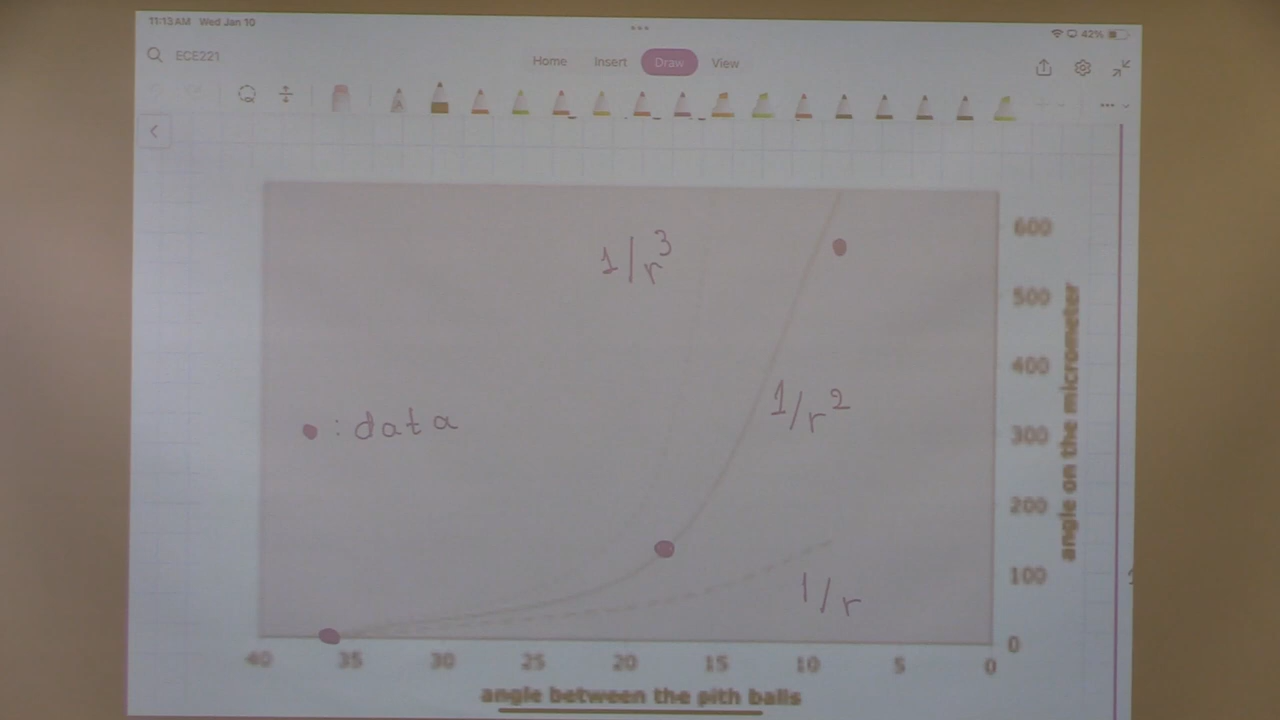 11:13 AM Wed Jan 10
42%
ECE221
Home Insert Draw View
600
1/r³
500
400
1/r²
: data
300
200
100
1/r
0
40 35 30 25 20 15 10 5 0
angle between the pith balls
angle on the micrometer